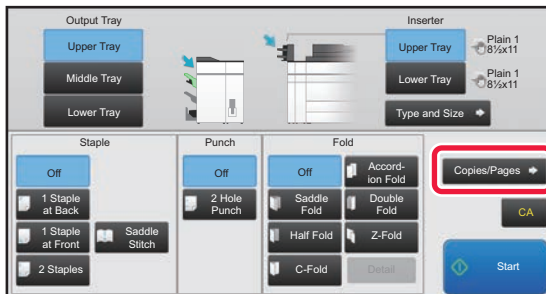 Output Tray
Upper Tray
Middle Tray
Lower Tray
Inserter
Upper Tray
Plain 1
8½x11
Lower Tray
Plain 1
8½x11
Type and Size
Staple
Off
1 Staple
at Back
1 Staple
at Front
Saddle
Stitch
2 Staples
Punch
Off
2 Hole
Punch
Fold
Off
Accord-
ion Fold
Saddle
Fold
Double
Fold
Half Fold
Z-Fold
C-Fold
Detail
Copies/Pages
CA
Start